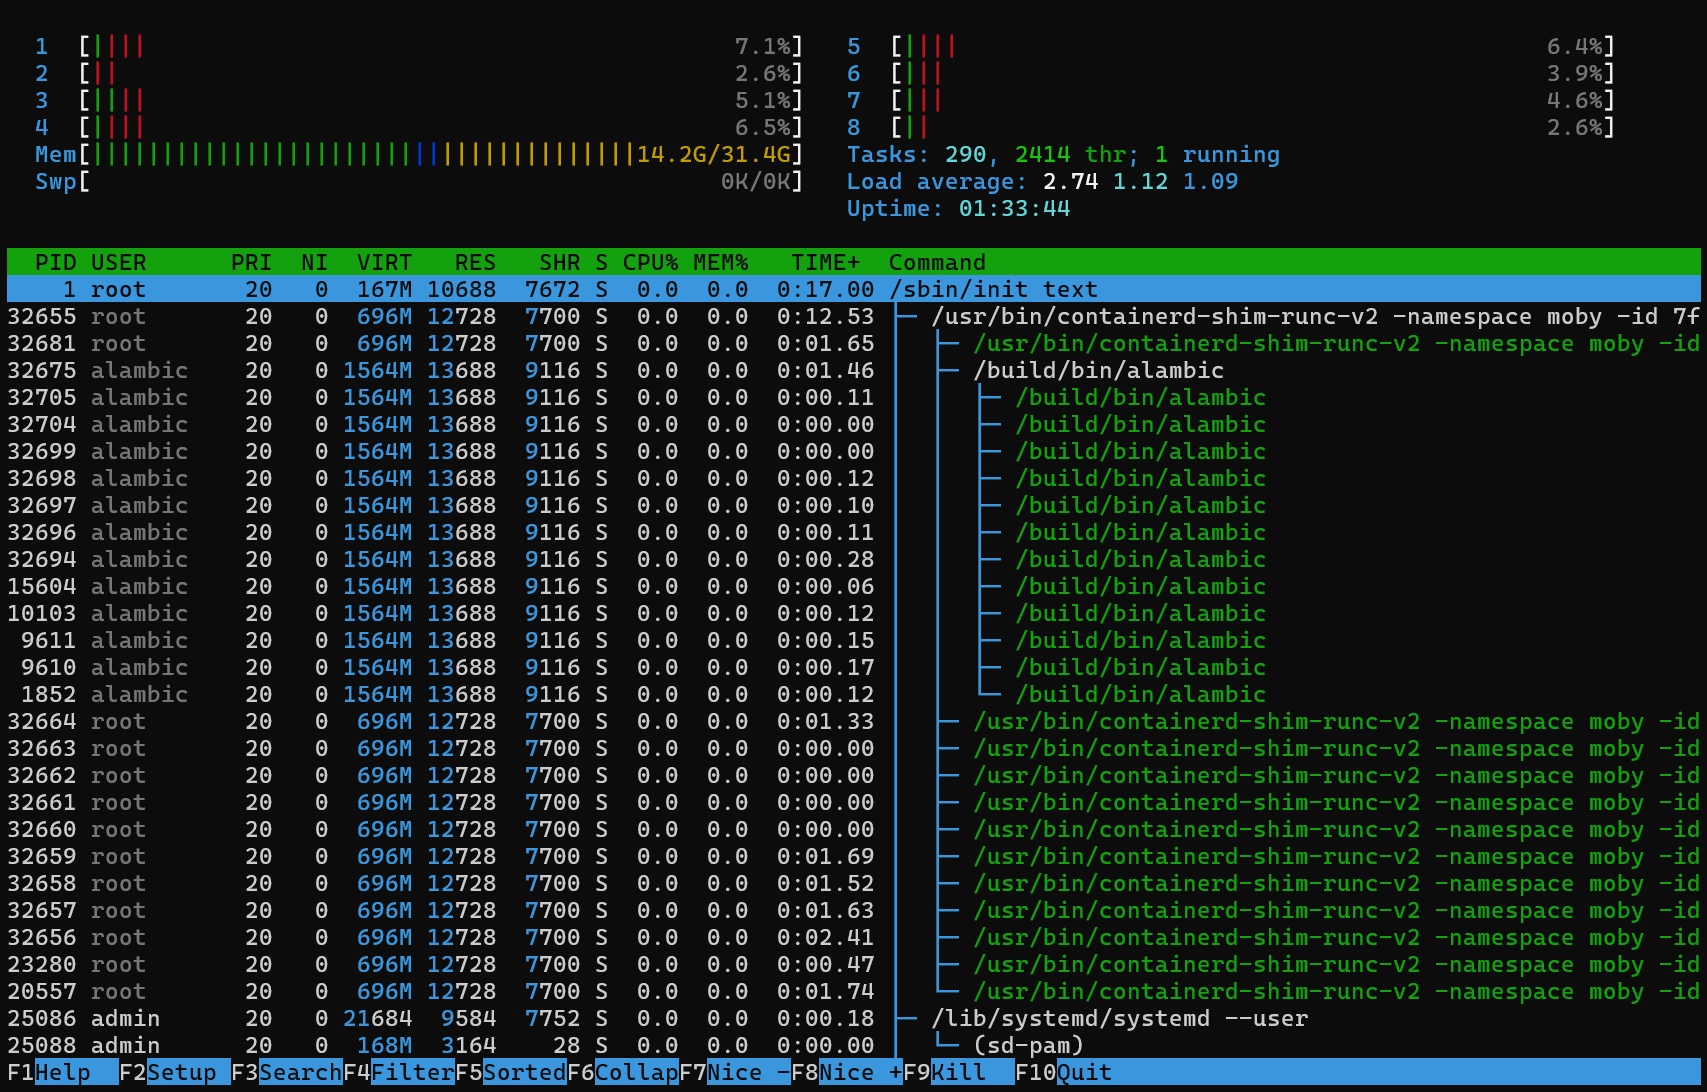 1 [|||| 7.1%] 5 [|||| 6.4%]
2 [|| 2.6%] 6 [||| 3.9%]
3 [|||| 5.1%] 7 [||| 4.6%]
4 [|||| 6.5%] 8 [|| 2.6%]
Mem[|||||||||||||||||||||||||||||||||||||||14.2G/31.4G] Tasks: 290, 2414 thr; 1 running
Swp[ 0K/0K] Load average: 2.74 1.12 1.09
Uptime: 01:33:44
PID USER PRI NI VIRT RES SHR S CPU% MEM% TIME+ Command
1 root 20 0 167M 10688 7672 S 0.0 0.0 0:17.00 /sbin/init text
32655 root 20 0 696M 12728 7700 S 0.0 0.0 0:12.53 ├─ /usr/bin/containerd-shim-runc-v2 -namespace moby -id 7f
32681 root 20 0 696M 12728 7700 S 0.0 0.0 0:01.65 │ ├─ /usr/bin/containerd-shim-runc-v2 -namespace moby -id
32675 alambic 20 0 1564M 13688 9116 S 0.0 0.0 0:01.46 │ ├─ /build/bin/alambic
32705 alambic 20 0 1564M 13688 9116 S 0.0 0.0 0:00.11 │ │ ├─ /build/bin/alambic
32704 alambic 20 0 1564M 13688 9116 S 0.0 0.0 0:00.00 │ │ ├─ /build/bin/alambic
32699 alambic 20 0 1564M 13688 9116 S 0.0 0.0 0:00.00 │ │ ├─ /build/bin/alambic
32698 alambic 20 0 1564M 13688 9116 S 0.0 0.0 0:00.12 │ │ ├─ /build/bin/alambic
32697 alambic 20 0 1564M 13688 9116 S 0.0 0.0 0:00.10 │ │ ├─ /build/bin/alambic
32696 alambic 20 0 1564M 13688 9116 S 0.0 0.0 0:00.11 │ │ ├─ /build/bin/alambic
32694 alambic 20 0 1564M 13688 9116 S 0.0 0.0 0:00.28 │ │ ├─ /build/bin/alambic
15604 alambic 20 0 1564M 13688 9116 S 0.0 0.0 0:00.06 │ │ ├─ /build/bin/alambic
10103 alambic 20 0 1564M 13688 9116 S 0.0 0.0 0:00.12 │ │ ├─ /build/bin/alambic
9611 alambic 20 0 1564M 13688 9116 S 0.0 0.0 0:00.15 │ │ ├─ /build/bin/alambic
9610 alambic 20 0 1564M 13688 9116 S 0.0 0.0 0:00.17 │ │ ├─ /build/bin/alambic
1852 alambic 20 0 1564M 13688 9116 S 0.0 0.0 0:00.12 │ │ └─ /build/bin/alambic
32664 root 20 0 696M 12728 7700 S 0.0 0.0 0:01.33 │ ├─ /usr/bin/containerd-shim-runc-v2 -namespace moby -id
32663 root 20 0 696M 12728 7700 S 0.0 0.0 0:00.00 │ ├─ /usr/bin/containerd-shim-runc-v2 -namespace moby -id
32662 root 20 0 696M 12728 7700 S 0.0 0.0 0:00.00 │ ├─ /usr/bin/containerd-shim-runc-v2 -namespace moby -id
32661 root 20 0 696M 12728 7700 S 0.0 0.0 0:00.00 │ ├─ /usr/bin/containerd-shim-runc-v2 -namespace moby -id
32660 root 20 0 696M 12728 7700 S 0.0 0.0 0:00.00 │ ├─ /usr/bin/containerd-shim-runc-v2 -namespace moby -id
32659 root 20 0 696M 12728 7700 S 0.0 0.0 0:01.69 │ ├─ /usr/bin/containerd-shim-runc-v2 -namespace moby -id
32658 root 20 0 696M 12728 7700 S 0.0 0.0 0:01.52 │ ├─ /usr/bin/containerd-shim-runc-v2 -namespace moby -id
32657 root 20 0 696M 12728 7700 S 0.0 0.0 0:01.63 │ ├─ /usr/bin/containerd-shim-runc-v2 -namespace moby -id
32656 root 20 0 696M 12728 7700 S 0.0 0.0 0:02.41 │ ├─ /usr/bin/containerd-shim-runc-v2 -namespace moby -id
23280 root 20 0 696M 12728 7700 S 0.0 0.0 0:00.47 │ ├─ /usr/bin/containerd-shim-runc-v2 -namespace moby -id
20557 root 20 0 696M 12728 7700 S 0.0 0.0 0:01.74 │ └─ /usr/bin/containerd-shim-runc-v2 -namespace moby -id
25086 admin 20 0 21684 9584 7752 S 0.0 0.0 0:00.18 ├─ /lib/systemd/systemd --user
25088 admin 20 0 168M 3164 28 S 0.0 0.0 0:00.00 │ └─ (sd-pam)
F1Help F2Setup F3SearchF4FilterF5SortedF6CollapF7Nice -F8Nice +F9Kill F10Quit